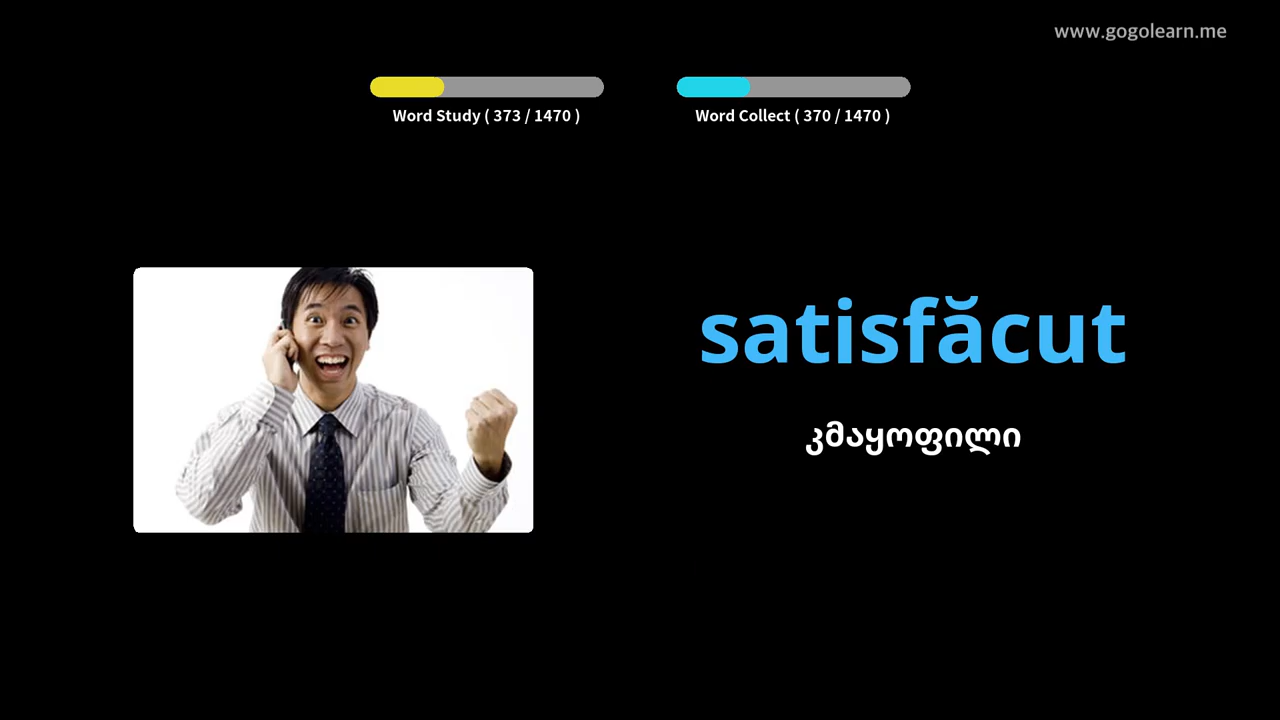 www.gogolearn.me
Word Study ( 373 / 1470 )
Word Collect ( 370 / 1470 )
satisfăcut
კმაყოფილი